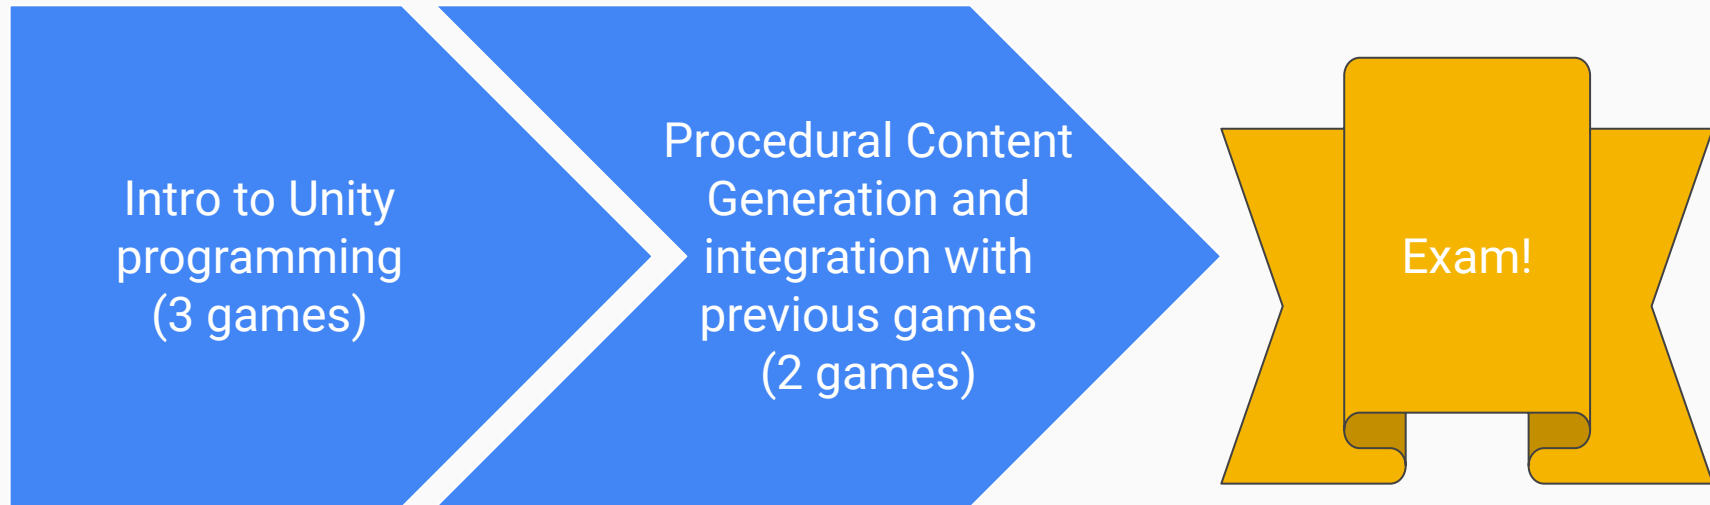 Intro to Unity
programming
(3 games)
Procedural Content
Generation and
integration with
previous games
(2 games)
Exam!